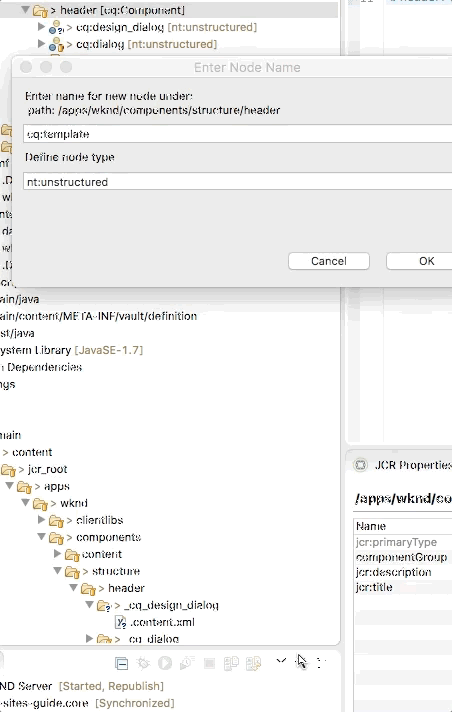 > header [cq:Component]
> cq:design_dialog [nt:unstructured]
> cq:dialog [nt:unstructured]
Enter Node Name
Enter name for new node under:
path: /apps/wknd/components/structure/header
cq:template
Define node type
nt:unstructured
Cancel
OK
ain/java
ain/content/META-INF/vault/definition
st/java
ystem Library [JavaSE-1.7]
n Dependencies
ngs
main
> content
> jcr_root
> apps
> wknd
> clientlibs
> components
> content
> structure
> header
> _cq_design_dialog
.content.xml
> _cq_dialog
JCR Properties
/apps/wknd/co
Name
jcr:primaryType
componentGroup
jcr:description
jcr:title
ND Server [Started, Republish]
-sites-guide.core [Synchronized]